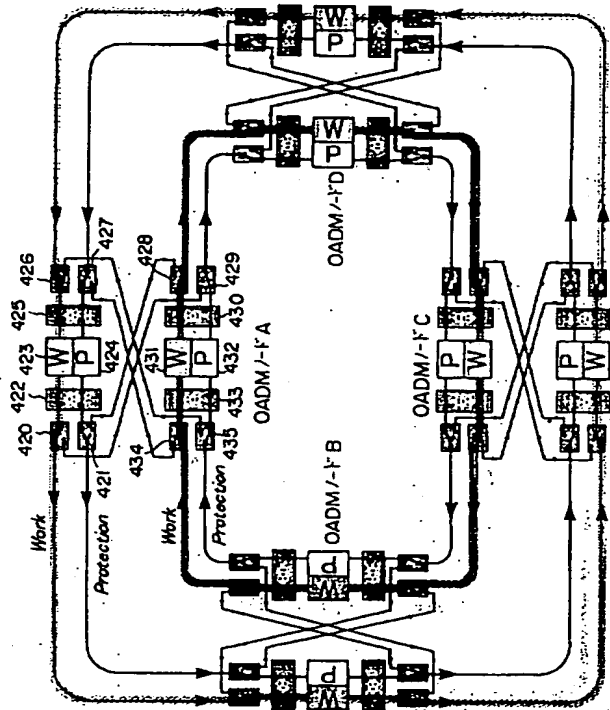 W
P
W
P
OADMノードD
426
427
425
423
W
P
424
422
420
421
428
429
430
431
W
P
432
433
434
435
OADMノードA
Work
Protection
Work
Protection
OADMノードB
P
W
P
W
OADMノードC
P
W
P
W